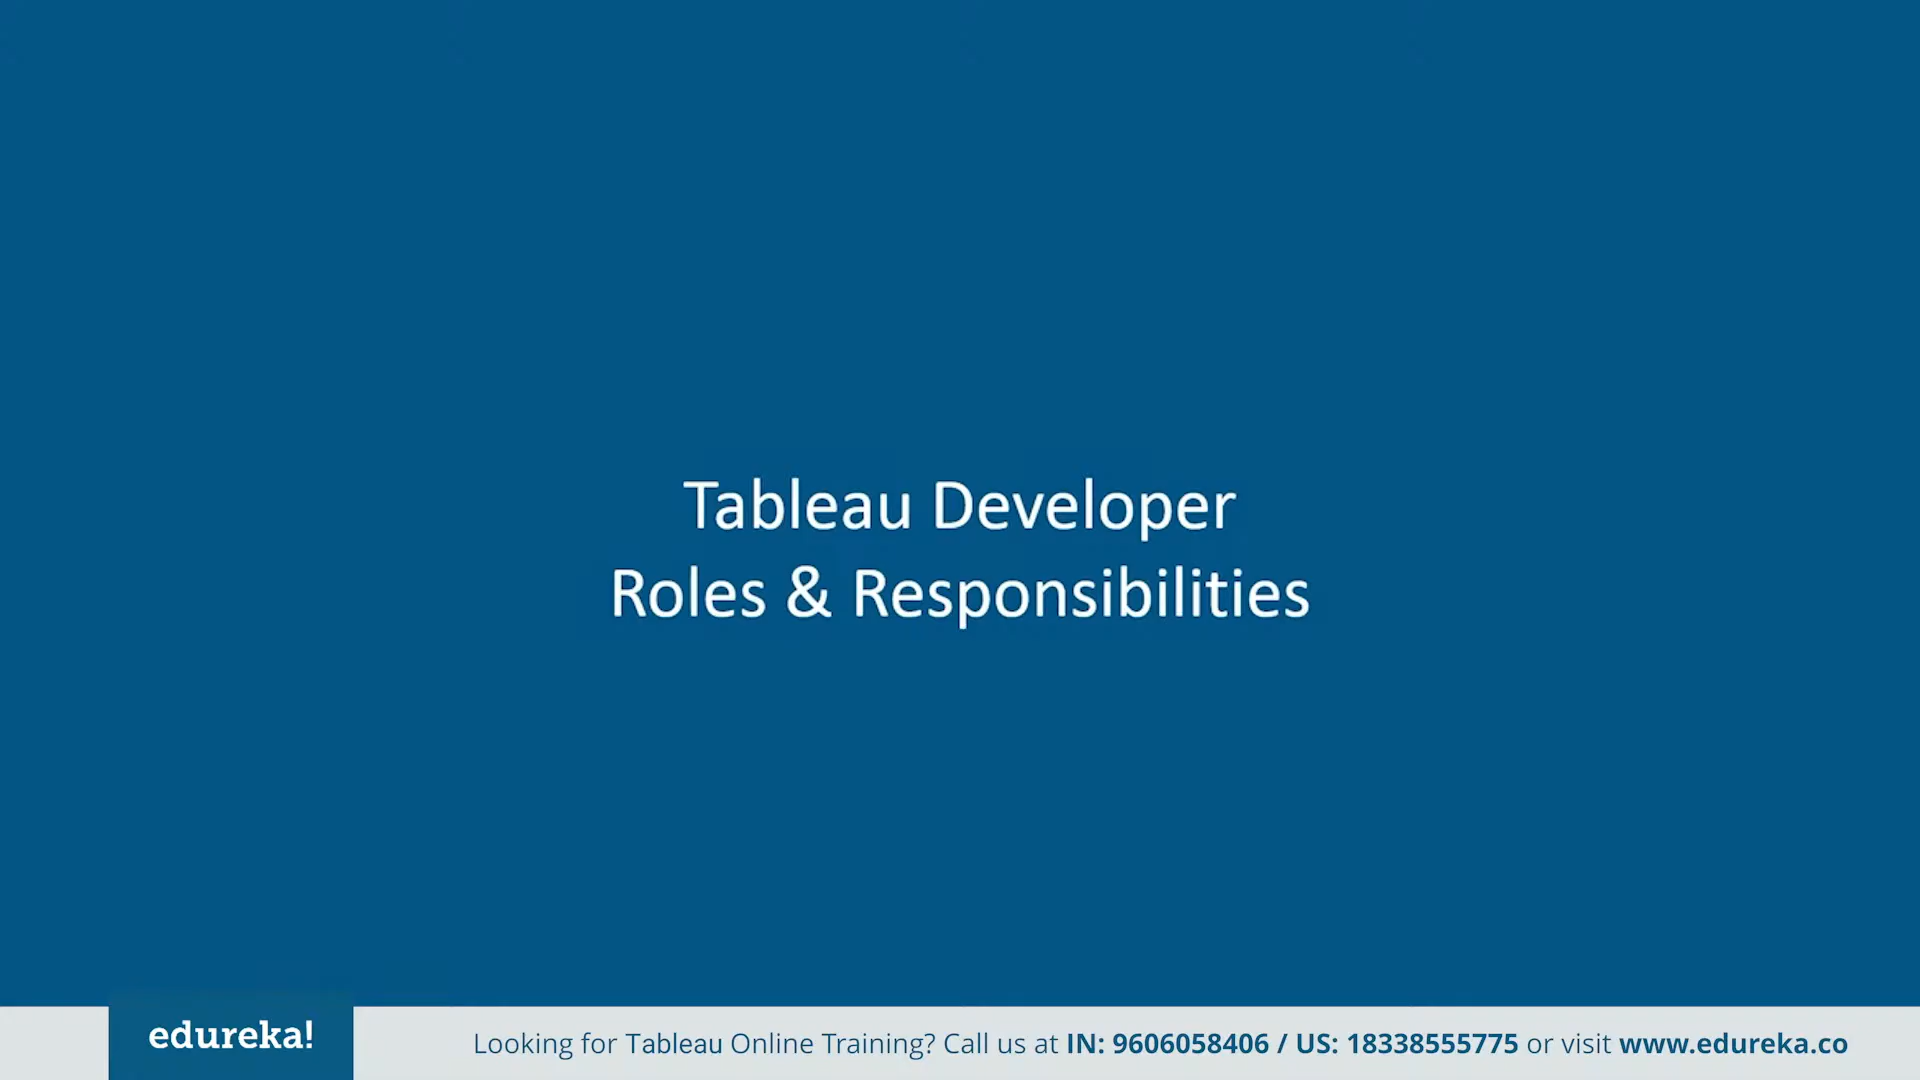 Tableau Developer
Roles & Responsibilities
edureka!
Looking for Tableau Online Training? Call us at IN: 9606058406 / US: 18338555775 or visit www.edureka.co